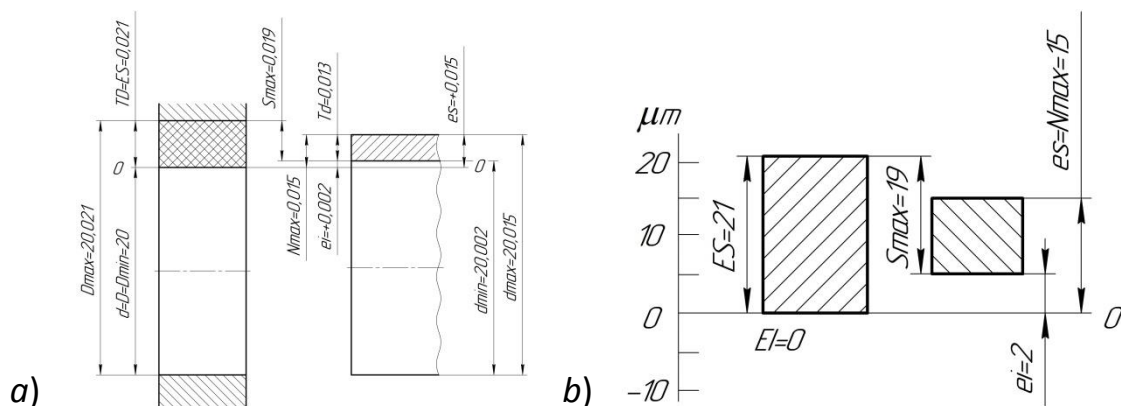 TD=ES=0,021
Smax=0,019
Td=0,013
es=+0,015
0
0
Dmax=20,021
d=D=Dmin=20
Nmax=0,015
ei=+0,002
dmin=20,002
dmax=20,015
a)
μm
20
10
0
-10
ES=21
EI=0
Smax=19
es=Nmax=15
ei=2
0
b)